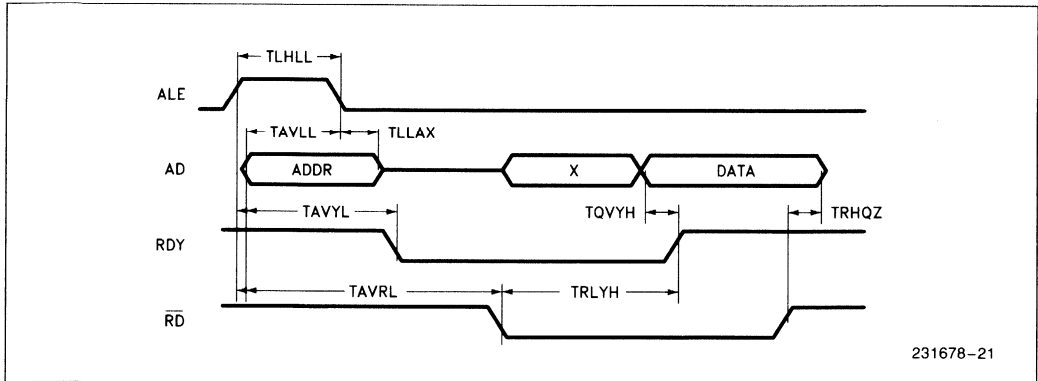 TLHLL
ALE
TAVLL TLLAX
AD ADDR X DATA
TAVYL TQVYH TRHQZ
RDY
TAVRL TRLYH
RD
231678-21